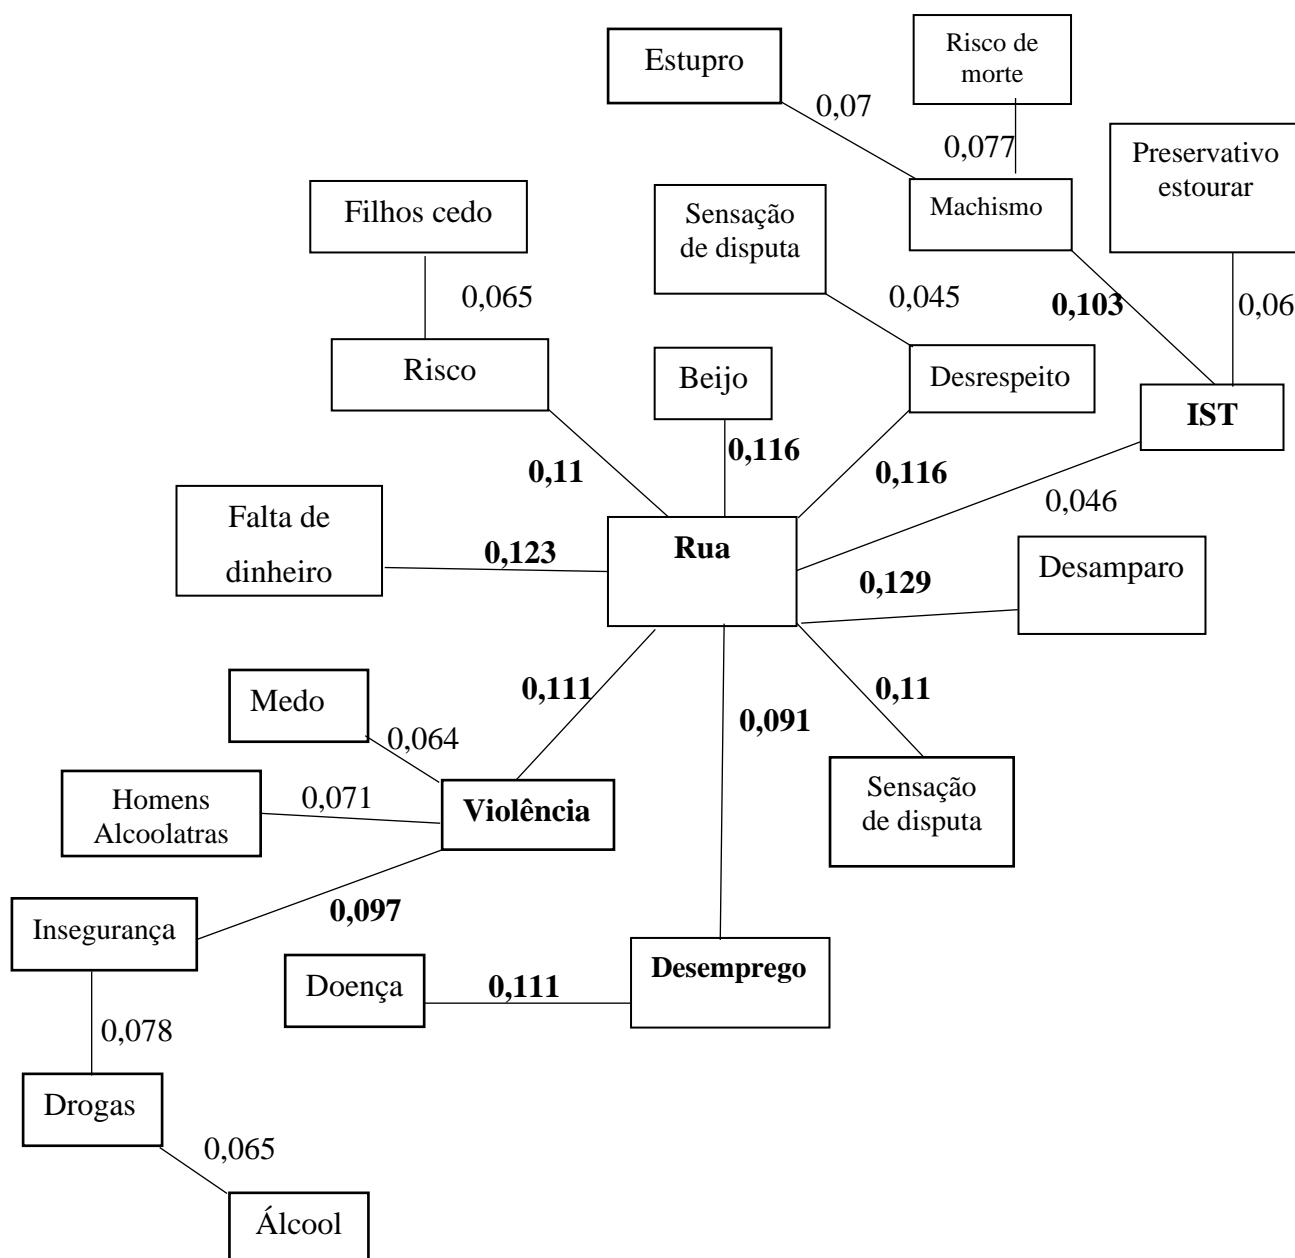 Estupro
Risco de
morte
0,07
0,077
Preservativo
estourar
Filhos cedo
Sensação
de disputa
Machismo
0,065
0,045
0,103
0,06
Risco
Beijo
Desrespeito
IST
0,116
0,11
0,116
0,046
Falta de
dinheiro
0,123
Rua
0,129
Desamparo
Medo
0,111
0,11
0,091
0,064
Homens
Alcoolatras
0,071
Violência
Sensação
de disputa
Insegurança
0,097
Doença
0,111
Desemprego
0,078
Drogas
0,065
Álcool